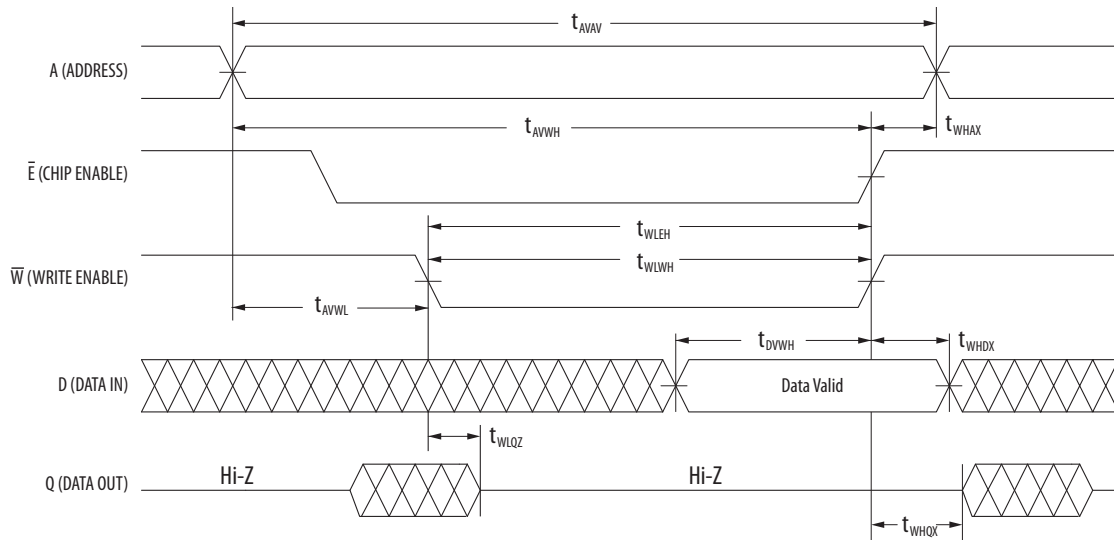 tAVAV
A (ADDRESS)
tAVWH
tWHAX
E̅ (CHIP ENABLE)
tWLEH
W̅ (WRITE ENABLE)
tWLWH
tAVWL
tDVWH
tWHDX
D (DATA IN)
Data Valid
tWLQZ
Q (DATA OUT)
Hi-Z
Hi-Z
tWHQX